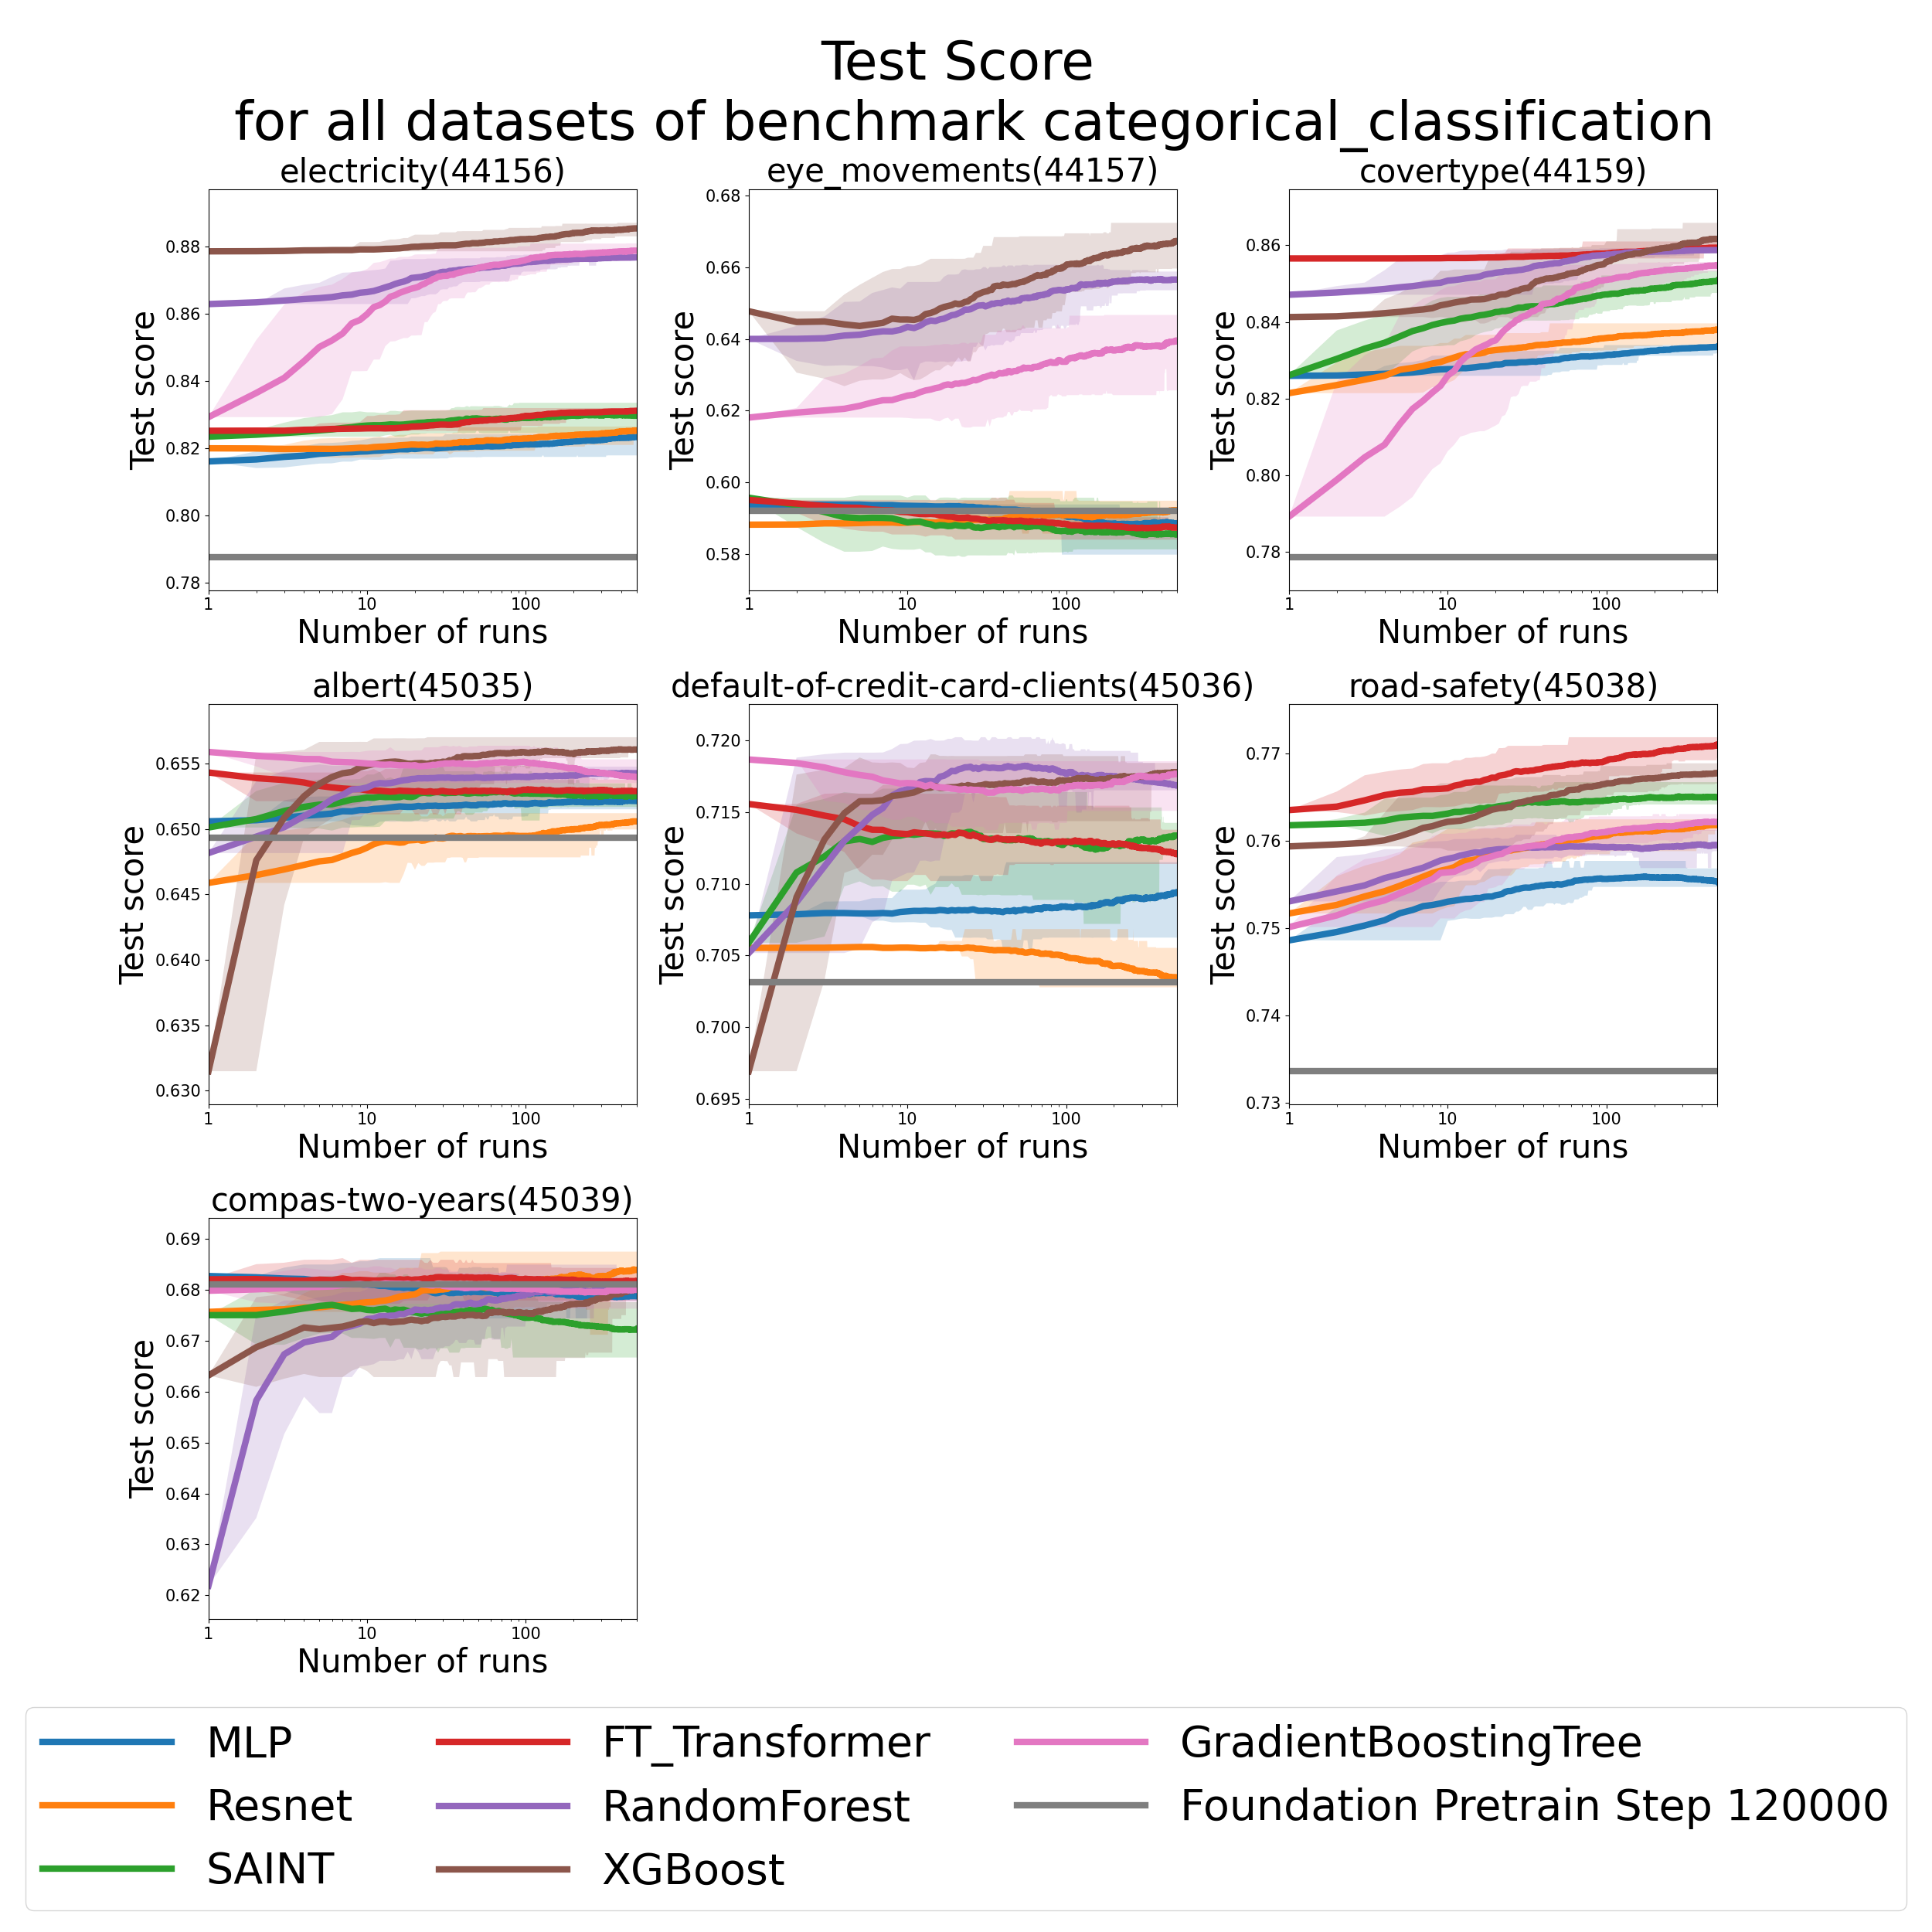 Test Score
for all datasets of benchmark categorical_classification
electricity(44156)
eye_movements(44157)
covertype(44159)
Test score
0.88
0.86
0.84
0.82
0.80
0.78
1
10
100
Number of runs
Test score
0.68
0.66
0.64
0.62
0.60
0.58
1
10
100
Number of runs
Test score
0.86
0.84
0.82
0.80
0.78
1
10
100
Number of runs
albert(45035)
default-of-credit-card-clients(45036)
road-safety(45038)
Test score
0.655
0.650
0.645
0.640
0.635
0.630
1
10
100
Number of runs
Test score
0.720
0.715
0.710
0.705
0.700
0.695
1
10
100
Number of runs
Test score
0.77
0.76
0.75
0.74
0.73
1
10
100
Number of runs
compas-two-years(45039)
Test score
0.69
0.68
0.67
0.66
0.65
0.64
0.63
0.62
1
10
100
Number of runs
MLP
Resnet
SAINT
FT_Transformer
RandomForest
XGBoost
GradientBoostingTree
Foundation Pretrain Step 120000